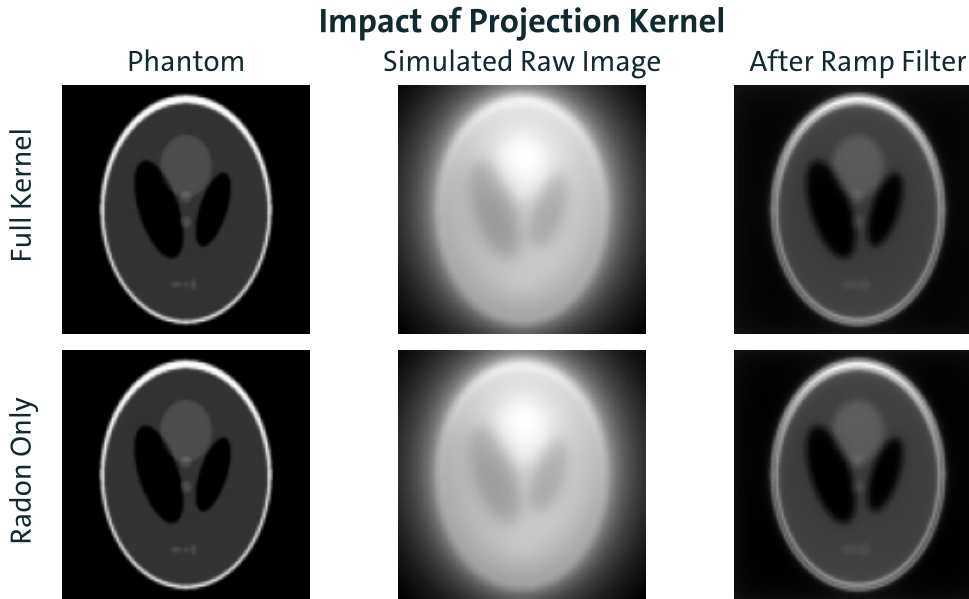 Impact of Projection Kernel
Phantom
Simulated Raw Image
After Ramp Filter
Full Kernel
Radon Only